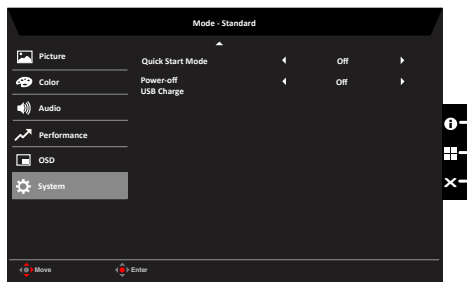 Mode - Standard
Picture
Quick Start Mode Off
Color
Power-off Off
USB Charge
Audio
Performance
OSD
System
Move Enter